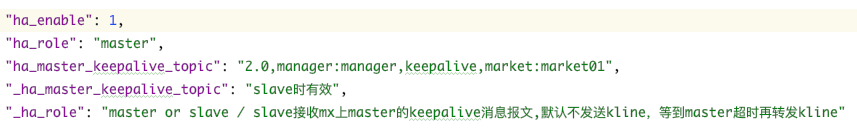 "ha_enable": 1,
"ha_role": "master",
"ha_master_keepalive_topic": "2.0,manager:manager,keepalive,market:market01",
"_ha_master_keepalive_topic": "slave时有效",
"_ha_role": "master or slave / slave接收mx上master的keepalive消息报文,默认不发送kline，等到master超时再转发kline"